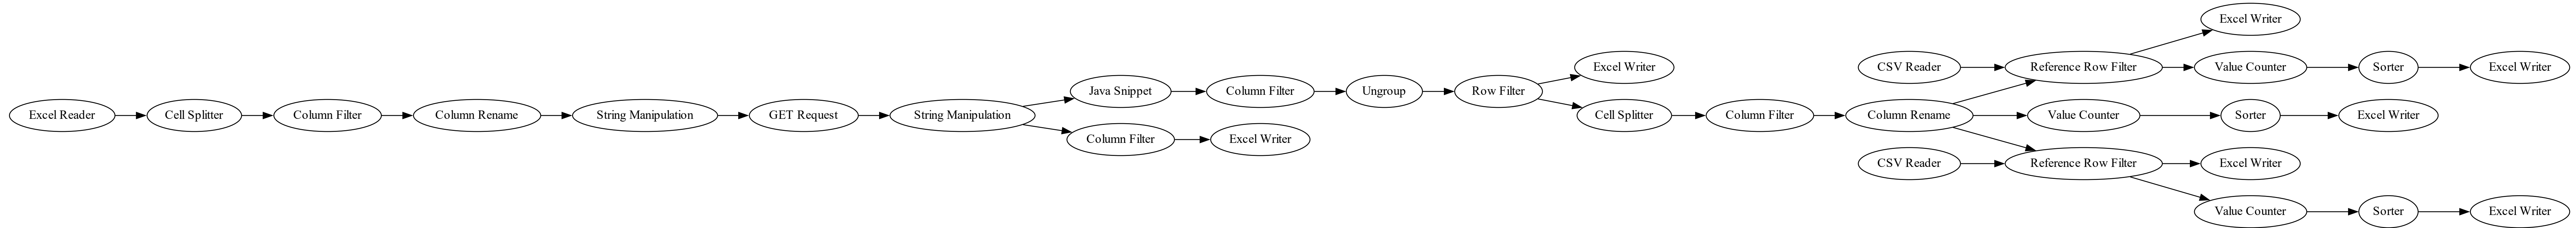 Excel Writer
CSV Reader
Reference Row Filter
Value Counter
Sorter
Excel Writer
Excel Writer
Java Snippet
Column Filter
Ungroup
Row Filter
Excel Reader
Cell Splitter
Column Filter
Column Rename
String Manipulation
GET Request
String Manipulation
Cell Splitter
Column Filter
Column Rename
Value Counter
Sorter
Excel Writer
Column Filter
Excel Writer
CSV Reader
Reference Row Filter
Excel Writer
Value Counter
Sorter
Excel Writer